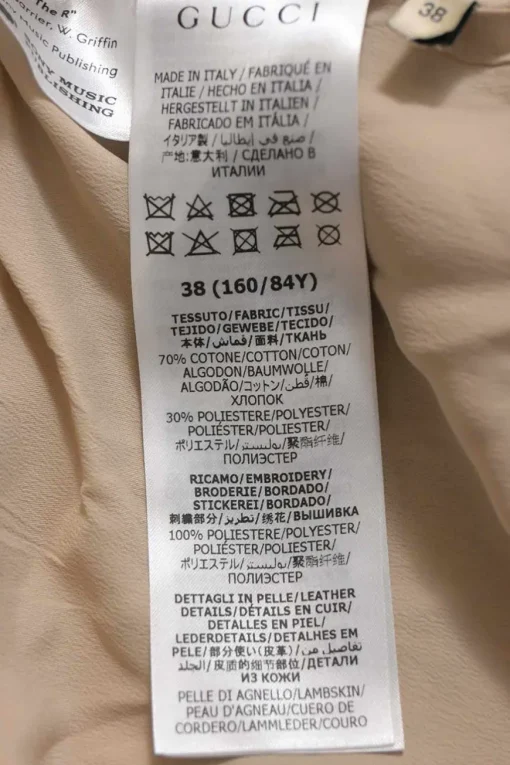 The R"
orrier, W. Griffin
Music Publishing
SONY MUSIC
PUBLISHING
38
GUCCI
MADE IN ITALY / FABRIQUÉ EN
ITALIE / HECHO EN ITALIA /
HERGESTELLT IN ITALIEN /
FABRICADO EM ITÁLIA /
イタリア製 / صنع في إيطاليا /
产地:意大利 / СДЕЛАНО В
ИТАЛИИ
38 (160/84Y)
TESSUTO/FABRIC/TISSU/
TEJIDO/GEWEBE/TECIDO/
本体/قماش/面料/ТКАНЬ
70% COTONE/COTTON/COTON/
ALGODON/BAUMWOLLE/
ALGODÃO/コットン/قطن/棉/
ХЛОПОК
30% POLIESTERE/POLYESTER/
POLIÉSTER/POLIESTER/
ポリエステル/بوليستر/聚酯纤维/
ПОЛИЭСТЕР
RICAMO/EMBROIDERY/
BRODERIE/BORDADO/
STICKEREI/BORDADO/
刺繍部分/تطريز/绣花/ВЫШИВКА
100% POLIESTERE/POLYESTER/
POLIÉSTER/POLIESTER/
ポリエステル/بوليستر/聚酯纤维/
ПОЛИЭСТЕР
DETTAGLI IN PELLE/LEATHER
DETAILS/DÉTAILS EN CUIR/
DETALLES EN PIEL/
LEDERDETAILS/DETALHES EM
PELE/部分使い(皮革)/تفاصيل من
الجلد/皮质的细节部位/ДЕТАЛИ
ИЗ КОЖИ
PELLE DI AGNELLO/LAMBSKIN/
PEAU D'AGNEAU/CUERO DE
CORDERO/LAMMLEDER/COURO